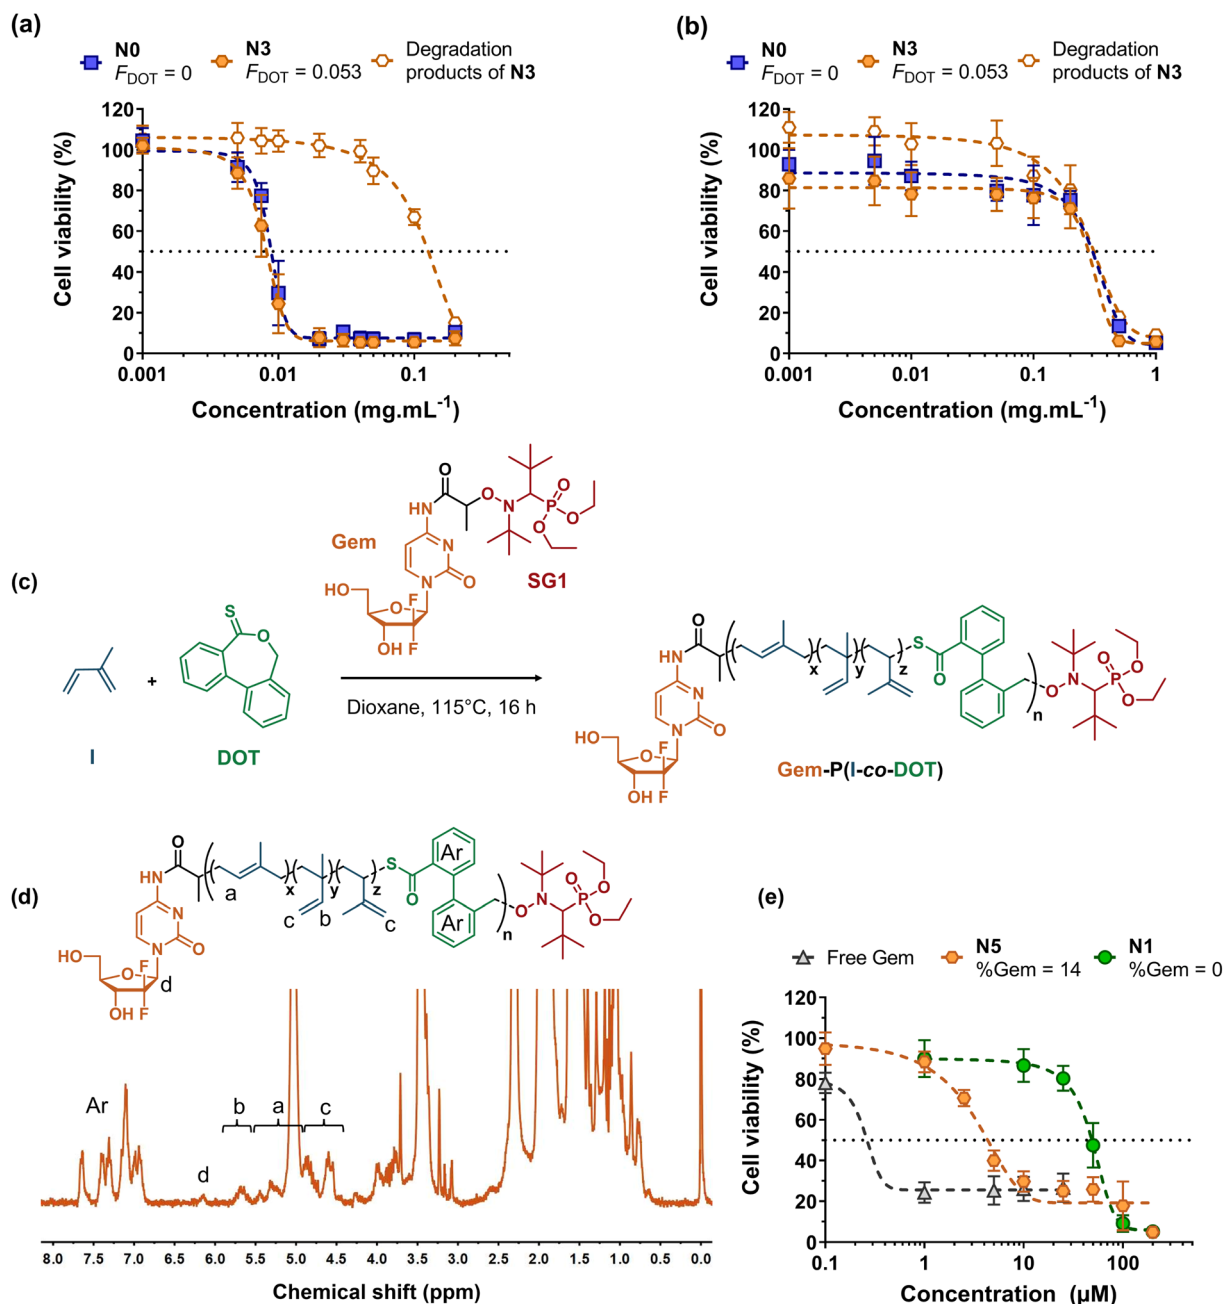 (a)
N0
F_DOT = 0
N3
F_DOT = 0.053
Degradation
products of N3
Cell viability (%)
120
100
80
60
40
20
0
0.001
0.01
0.1
Concentration (mg.mL⁻¹)
(b)
N0
F_DOT = 0
N3
F_DOT = 0.053
Degradation
products of N3
Cell viability (%)
120
100
80
60
40
20
0
0.001
0.01
0.1
1
Concentration (mg.mL⁻¹)
(c)
I
+
S
O
DOT
O
HN
O
N
P
O
O
O
Gem
N
N
O
SG1
HO
O
F
OH F
Dioxane, 115°C, 16 h
O
HN
x
y
z
S
O
n
O
N
P
O
O
O
N
N
O
HO
O
F
OH F
Gem-P(I-co-DOT)
(d)
O
HN
a
x
c
b
y
z
c
S
O
Ar
Ar
n
O
N
P
O
O
O
N
N
O
HO
O
F
d
OH F
Ar
d
b
a
c
8.0 7.5 7.0 6.5 6.0 5.5 5.0 4.5 4.0 3.5 3.0 2.5 2.0 1.5 1.0 0.5 0.0
Chemical shift (ppm)
(e)
Free Gem
N5
%Gem = 14
N1
%Gem = 0
Cell viability (%)
120
100
80
60
40
20
0
0.1
1
10
100
Concentration (µM)